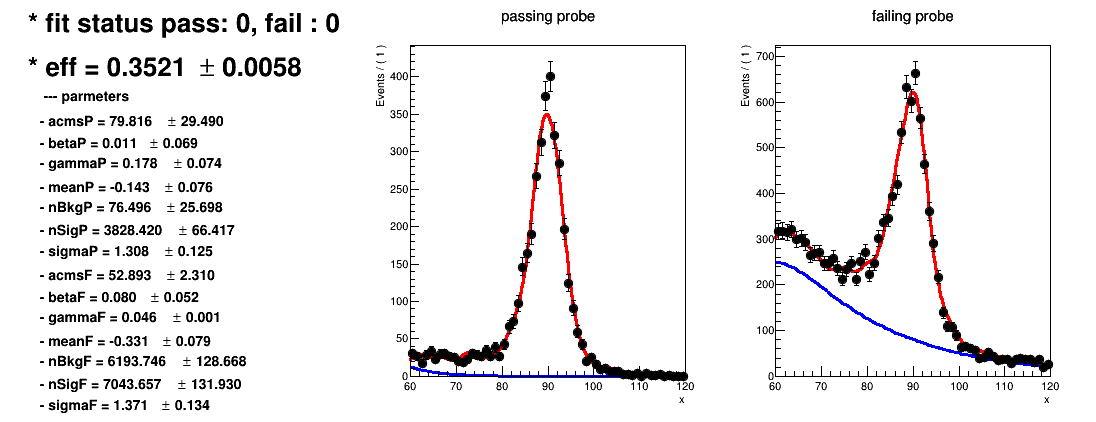 * fit status pass: 0, fail : 0
* eff = 0.3521 ± 0.0058
--- parmeters
- acmsP = 79.816 ± 29.490
- betaP = 0.011 ± 0.069
- gammaP = 0.178 ± 0.074
- meanP = -0.143 ± 0.076
- nBkgP = 76.496 ± 25.698
- nSigP = 3828.420 ± 66.417
- sigmaP = 1.308 ± 0.125
- acmsF = 52.893 ± 2.310
- betaF = 0.080 ± 0.052
- gammaF = 0.046 ± 0.001
- meanF = -0.331 ± 0.079
- nBkgF = 6193.746 ± 128.668
- nSigF = 7043.657 ± 131.930
- sigmaF = 1.371 ± 0.134
passing probe
Events / ( 1 )
400
350
300
250
200
150
100
50
0
60 70 80 90 100 110 120
x
failing probe
Events / ( 1 )
700
600
500
400
300
200
100
0
60 70 80 90 100 110 120
x